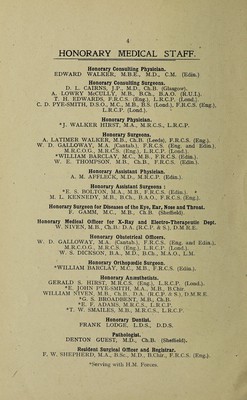 4
HONORARY MEDICAL STAFF.
Honorary Consulting Physician.
EDWARD WALKER, M.B.E., M.D., C.M. (Edin.)
Honorary Consulting Surgeons.
D. L. CAIRNS, J.P., M.D., Ch.B. (Glasgow).
A. LOWRY McCULLY, M.B., B.Ch., B.A.O. (R.U.I.).
T. H. EDWARDS, F.R.C.S. (Eng.), L.R.C.P. (Lond.).
C. D. PYE-SMITH, D.S.O., M.C., M.B., B.S. (Lond.), F.R.C.S. (Eng.),
L.R.C.P. (Lond.).
Honorary Physician.
*J. WALKER HIRST, M.A., M.R.C.S., L.R.C.P.
Honorary Surgeons.
A. LATIMER WALKER, M.B., Ch.B. (Leeds), F.R.C.S. (Eng.).
W. D. GALLOWAY, M.A. (Cantab.), F.R.C.S. (Eng. and Edin.),
M.R.C.O.G., M.R.C.S. (Eng.), L.R.C.P. (Lond.).
*WILLIAM BARCLAY, M.C., M.B., F.R.C.S. (Edin.).
W. E. THOMPSON, M.B., Ch.B., F.R.C.S. (Edin.).
Honorary Assistant Physician.
A. M. AFFLECK, M.D., M.R.C.P. (Edin.).
Honorary Assistant Surgeons :
*E. S. BOLTON, M.A., M.B., F.R.C.S. (Edin.).
M. L. KENNEDY, M.B., B.Ch., B.A.O., F.R.C.S. (Eng.).
Honorary Surgeon for Diseases of the Eye, Ear, Nose and Throat.
F. GAMM, M.C., M.B., Ch.B. (Sheffield).
Honorary Medical Officer for X-Ray and Electro-Therapeutic Dept.
W. NIVEN, M.B., Ch.B., D.A. (R.C.P. & S.), D.M.R.E.
Honorary Obstetrical Officers.
W. D. GALLOWAY, M.A. (Cantab.), F.R.C.S. (Eng. and Edin.),
M.R.C.O.G., M.R.C.S. (Eng.), L.R.C.P. (Lond.).
W. S. DICKSON, B.A., M.D., B.Ch., M.A.O., L.M.
Honorary Orthopædic Surgeon.
*WILLIAM BARCLAY, M.C., M.B., F.R.C.S. (Edin.).
Honorary Anæsthetists.
GERALD S. HIRST, M.R.C.S. (Eng.), L.R.C.P. (Lond.).
*E. JOHN PYE-SMITH, M.A., M.B., B.Chir.
WILLIAM NIVEN, M.B., Ch.B., D.A. (R.C.P. & S.), D.M.R.E.
*G. S. BROADBENT, M.B., Ch.B.
*E. F. ADAMS, M.R.C.S., L.R.C.P.
*T. W. SMAILES, M.B., M.R.C.S., L.R.C.P.
Honorary Dentist.
FRANK LODGE, L.D.S., D.D.S.
Pathologist.
DENTON GUEST, M.D., Ch.B. (Sheffield).
Resident Surgical Officer and Registrar.
F. W. SHEPHERD, M.A., B.Sc., M.D., B.Chir., F.R.C.S. (Eng.).
*Serving with H.M. Forces.